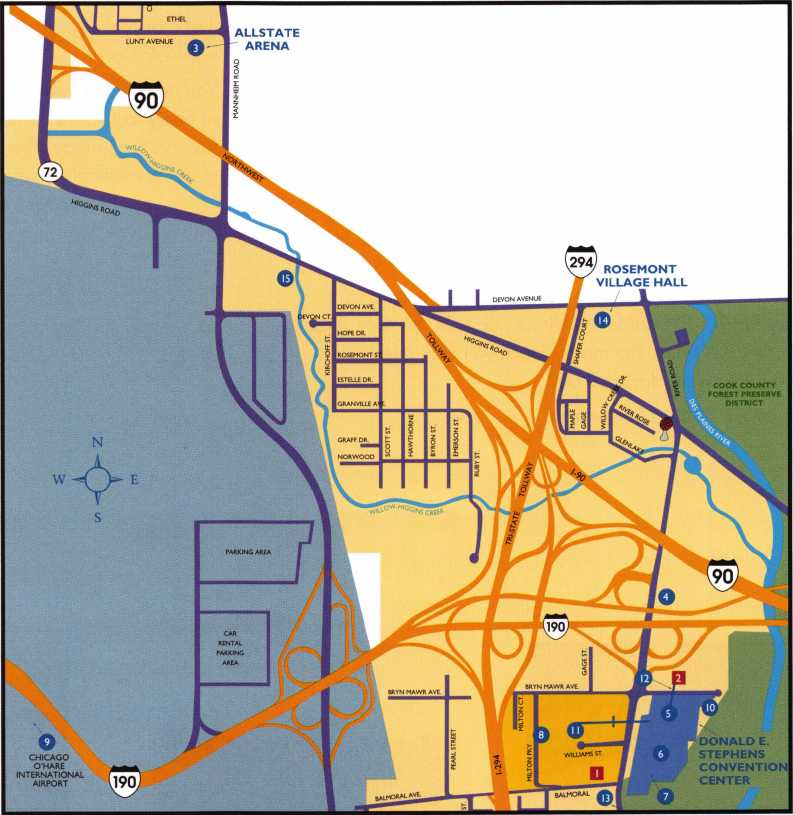 ETHEL
LUNT AVENUE
3
ALLSTATE
ARENA
MANNHEIM ROAD
90
WILLOW-HIGGINS CREEK
NORTHWEST
72
HIGGINS ROAD
294
ROSEMONT
VILLAGE HALL
15
DEVON AVENUE
14
DEVON AVE.
DEVON CT.
HOPE DR.
ROSEMONT ST.
ESTELLE DR.
GRANVILLE AVE.
GRAFF DR.
NORWOOD
KIRCHOFF ST.
SCOTT ST.
HAWTHORNE
BYRON ST.
EMERSON ST.
RUBY ST.
TOLLWAY
HIGGINS ROAD
SHAFER COURT
RIVER ROAD
MAPLE
GAGE
WILLOW CREEK DR.
RIVER ROSE
GLENLAKE
COOK COUNTY
FOREST PRESERVE
DISTRICT
DES PLAINES RIVER
N
W
E
S
WILLOW-HIGGINS CREEK
TRI-STATE
TOLLWAY
I-90
PARKING AREA
90
4
CAR
RENTAL
PARKING
AREA
190
GAGE ST.
12
2
BRYN MAWR AVE.
BRYN MAWR AVE.
MILTON CT.
5
10
9
CHICAGO
O'HARE
INTERNATIONAL
AIRPORT
190
PEARL STREET
I-294
8
11
WILLIAMS ST.
MILTON PKY
6
DONALD E.
STEPHENS
CONVENTION
CENTER
1
BALMORAL AVE.
ST.
BALMORAL
13
7